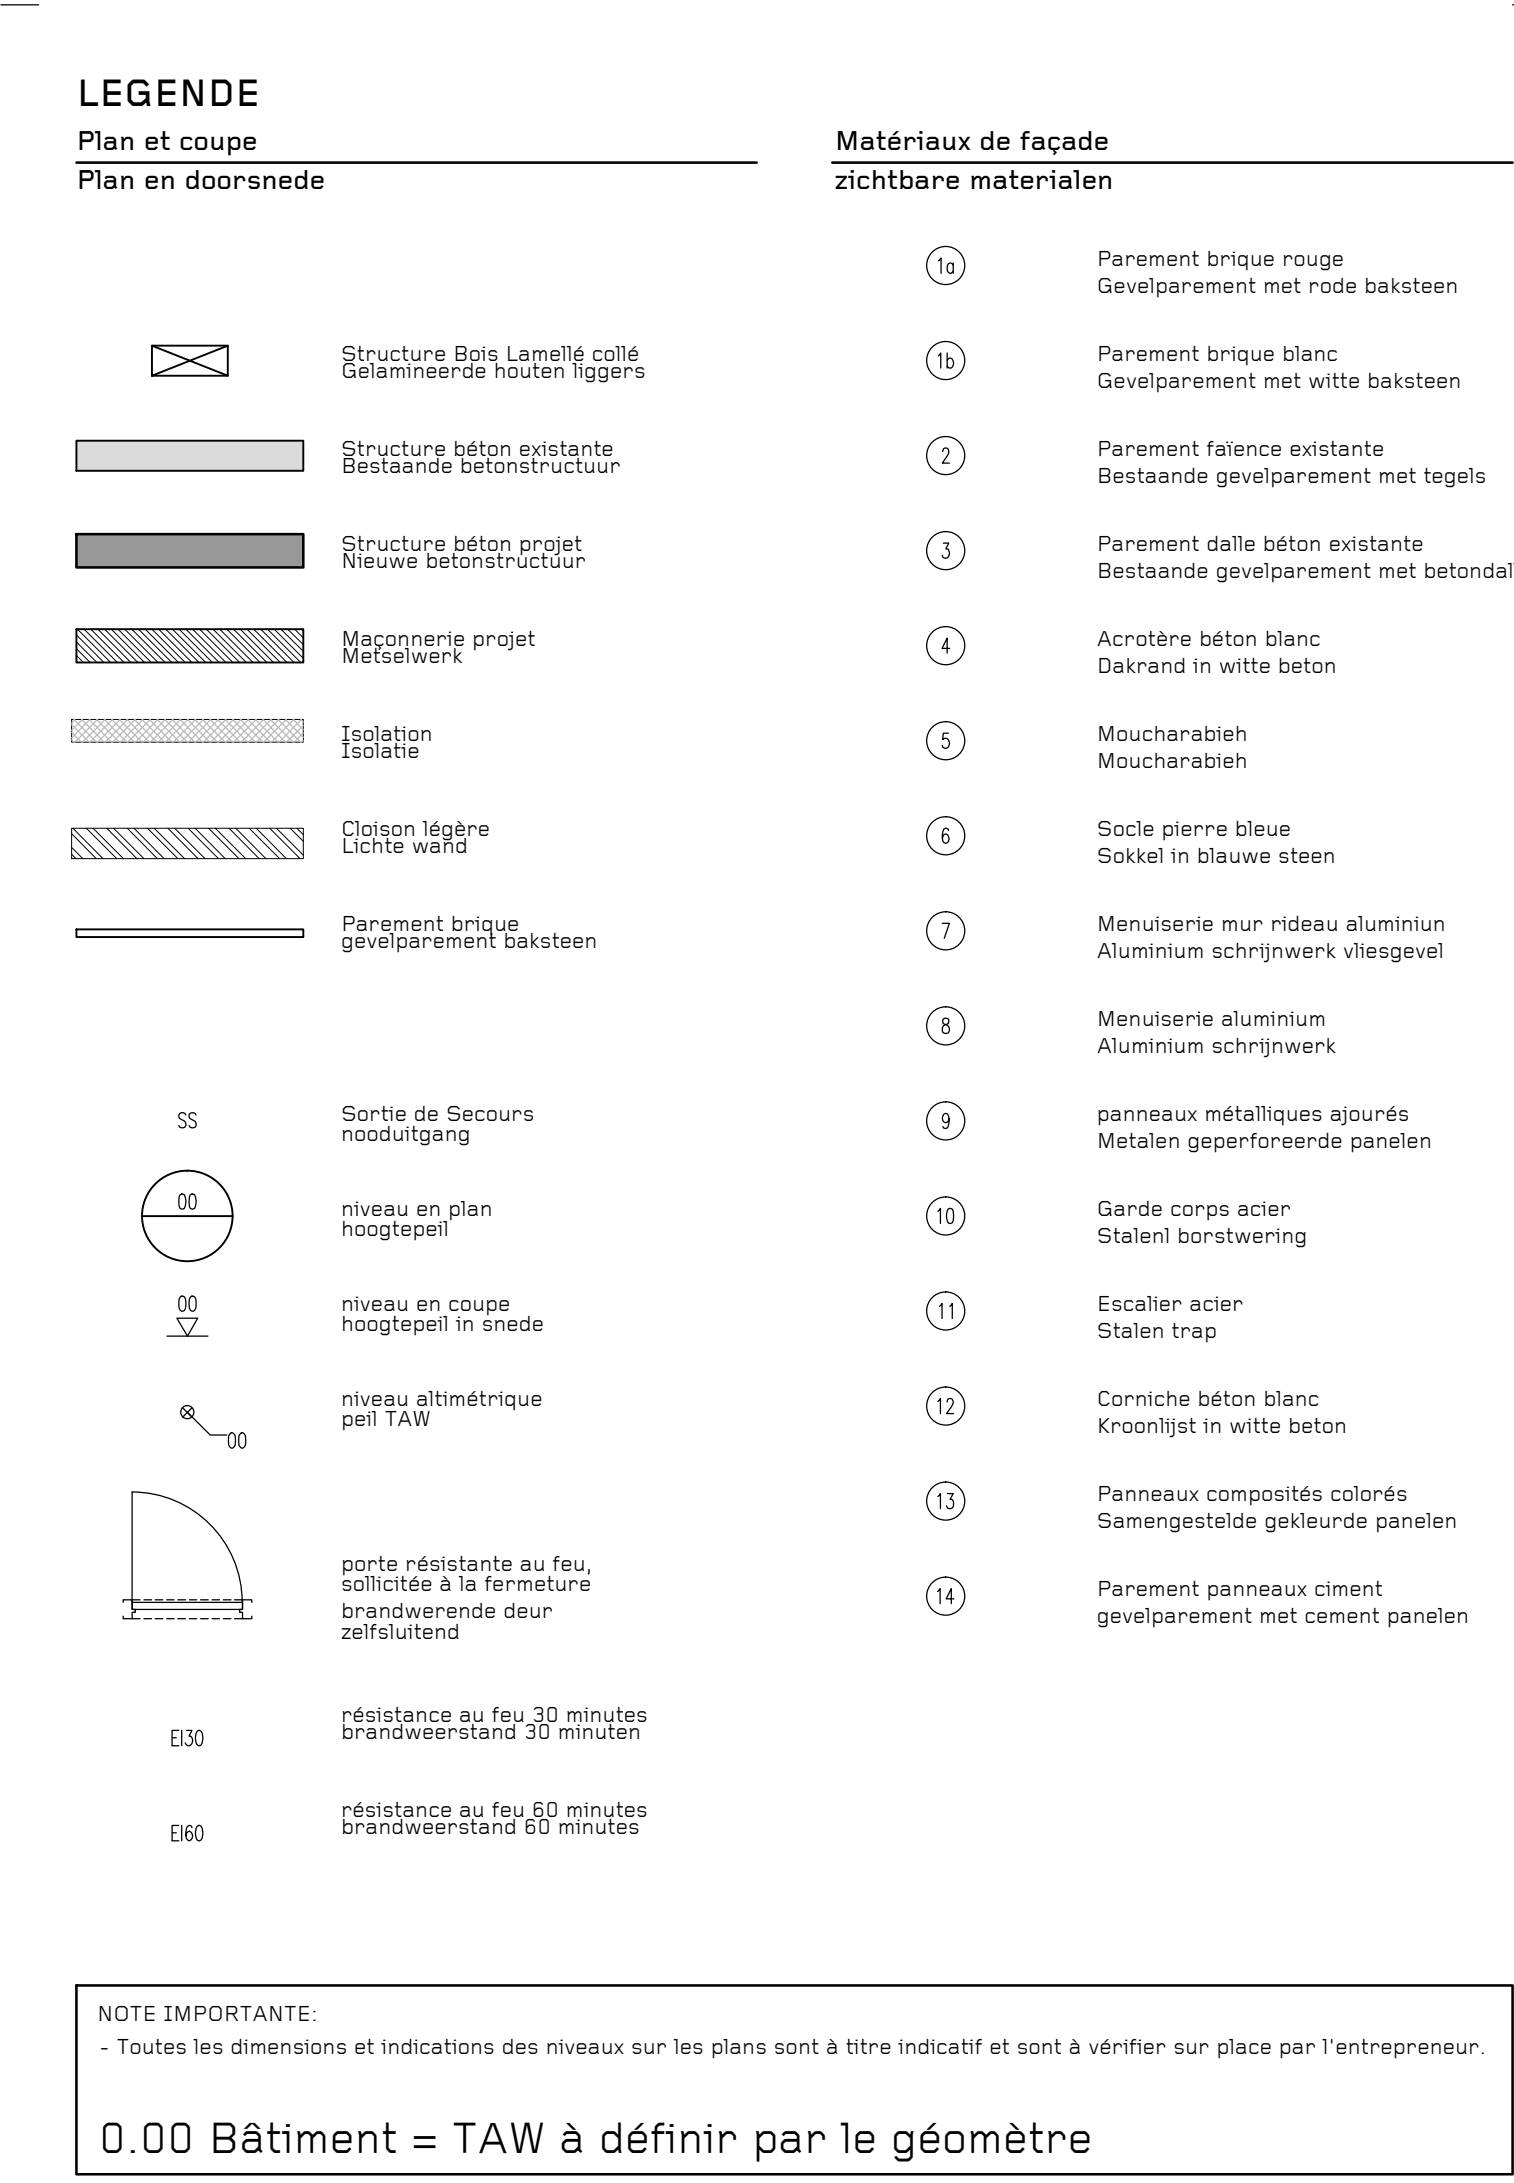 LEGENDE
Plan et coupe
Plan en doorsnede
Structure Bois Lamellé collé
Gelamineerde houten liggers
Structure béton existante
Bestaande betonstructuur
Structure béton projet
Nieuwe betonstructuur
Maçonnerie projet
Metselwerk
Isolation
Isolatie
Cloison légère
Lichte wand
Parement brique
gevelparement baksteen
SS
Sortie de Secours
nooduitgang
00
niveau en plan
hoogtepeil
00
niveau en coupe
hoogtepeil in snede
00
niveau altimétrique
peil TAW
porte résistante au feu,
sollicitée à la fermeture
brandwerende deur
zelfsluitend
EI30
résistance au feu 30 minutes
brandweerstand 30 minuten
EI60
résistance au feu 60 minutes
brandweerstand 60 minutes
Matériaux de façade
zichtbare materialen
1a
Parement brique rouge
Gevelparement met rode baksteen
1b
Parement brique blanc
Gevelparement met witte baksteen
2
Parement faïence existante
Bestaande gevelparement met tegels
3
Parement dalle béton existante
Bestaande gevelparement met betondal
4
Acrotère béton blanc
Dakrand in witte beton
5
Moucharabieh
Moucharabieh
6
Socle pierre bleue
Sokkel in blauwe steen
7
Menuiserie mur rideau aluminiun
Aluminium schrijnwerk vliesgevel
8
Menuiserie aluminium
Aluminium schrijnwerk
9
panneaux métalliques ajourés
Metalen geperforeerde panelen
10
Garde corps acier
Stalenl borstwering
11
Escalier acier
Stalen trap
12
Corniche béton blanc
Kroonlijst in witte beton
13
Panneaux composités colorés
Samengestelde gekleurde panelen
14
Parement panneaux ciment
gevelparement met cement panelen
NOTE IMPORTANTE:
- Toutes les dimensions et indications des niveaux sur les plans sont à titre indicatif et sont à vérifier sur place par l'entrepreneur.
0.00 Bâtiment = TAW à définir par le géomètre